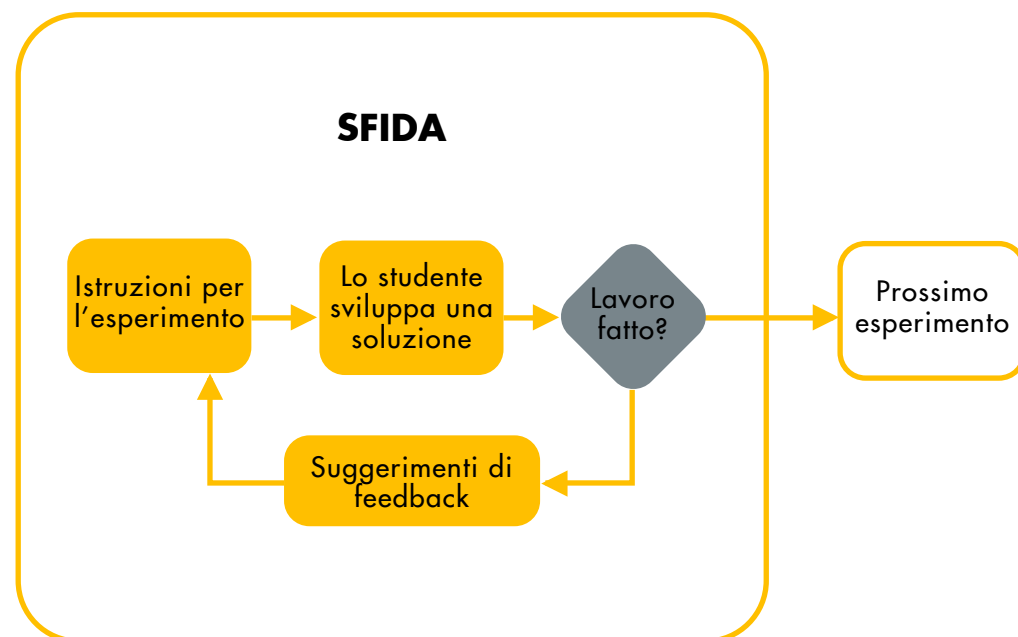 SFIDA
Istruzioni per
l'esperimento
Lo studente
sviluppa una
soluzione
Lavoro
fatto?
Prossimo
esperimento
Suggerimenti di
feedback